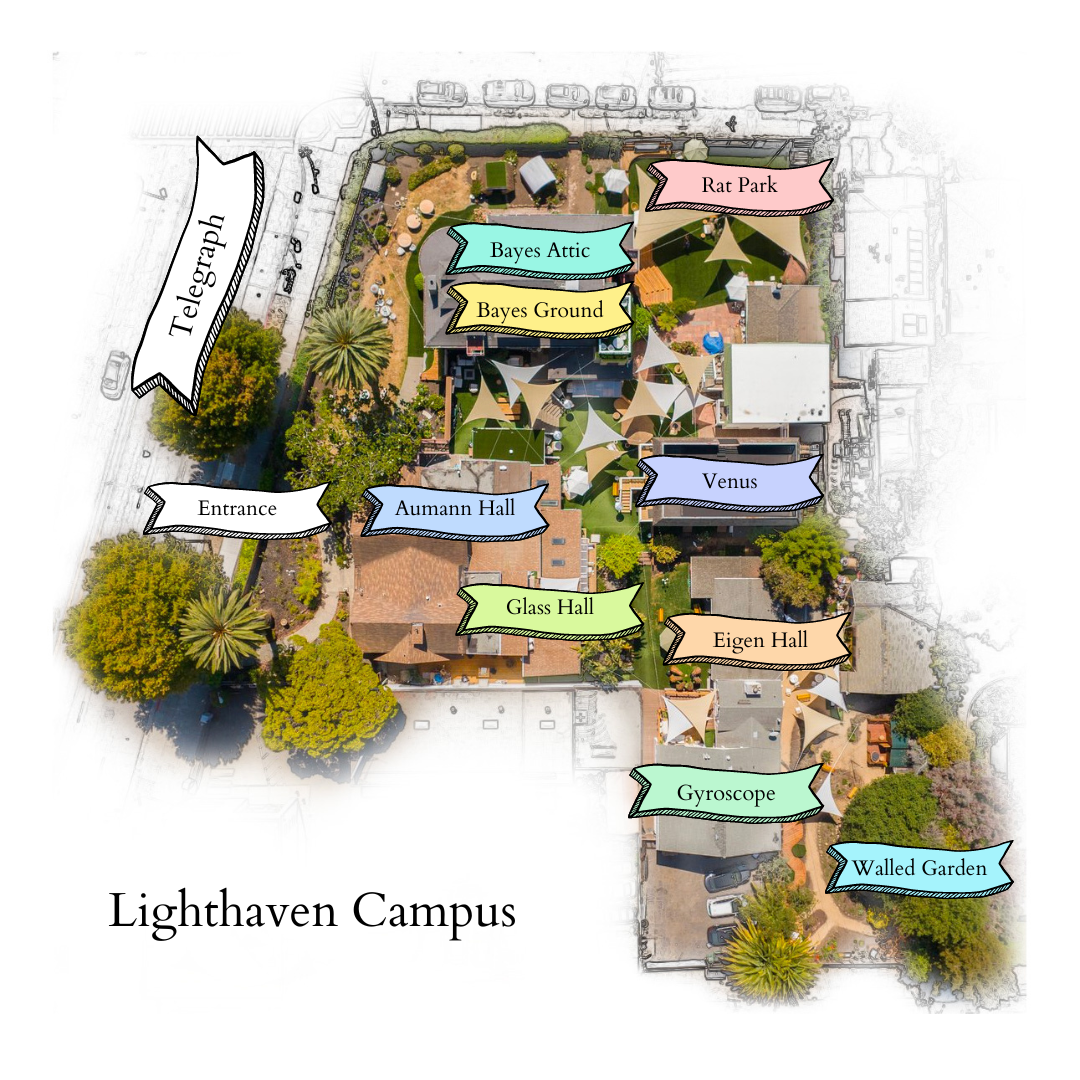 Rat Park
Telegraph
Bayes Attic
Bayes Ground
Venus
Entrance
Aumann Hall
Glass Hall
Eigen Hall
Gyroscope
Walled Garden
Lighthaven Campus